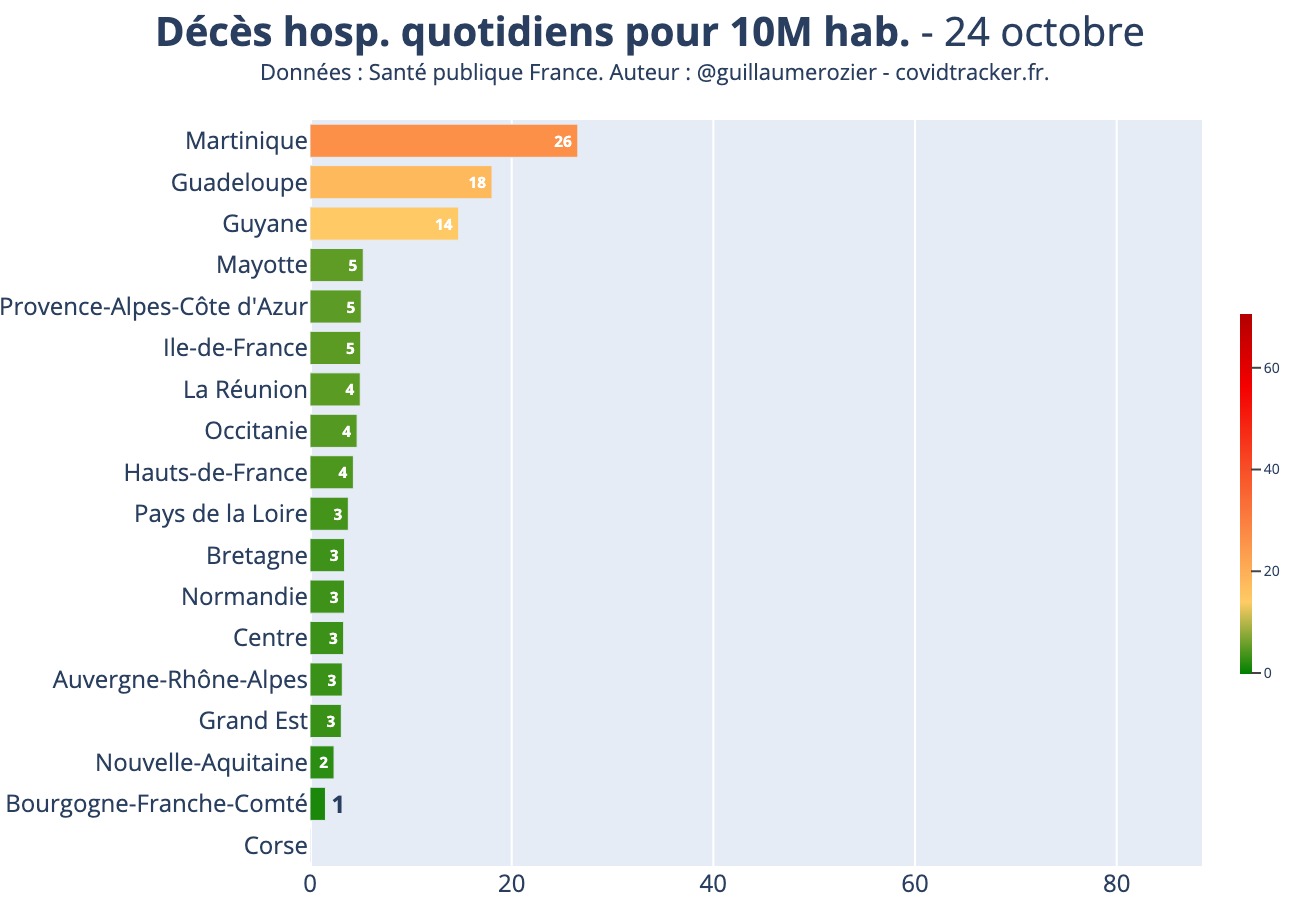 Décès hosp. quotidiens pour 10M hab. - 24 octobre
Données : Santé publique France. Auteur : @guillaumerozier - covidtracker.fr.
Martinique 26
Guadeloupe 18
Guyane 14
Mayotte 5
Provence-Alpes-Côte d'Azur 5
Ile-de-France 5
La Réunion 4
Occitanie 4
Hauts-de-France 4
Pays de la Loire 3
Bretagne 3
Normandie 3
Centre 3
Auvergne-Rhône-Alpes 3
Grand Est 3
Nouvelle-Aquitaine 2
Bourgogne-Franche-Comté 1
Corse
0 20 40 60 80
60
40
20
0